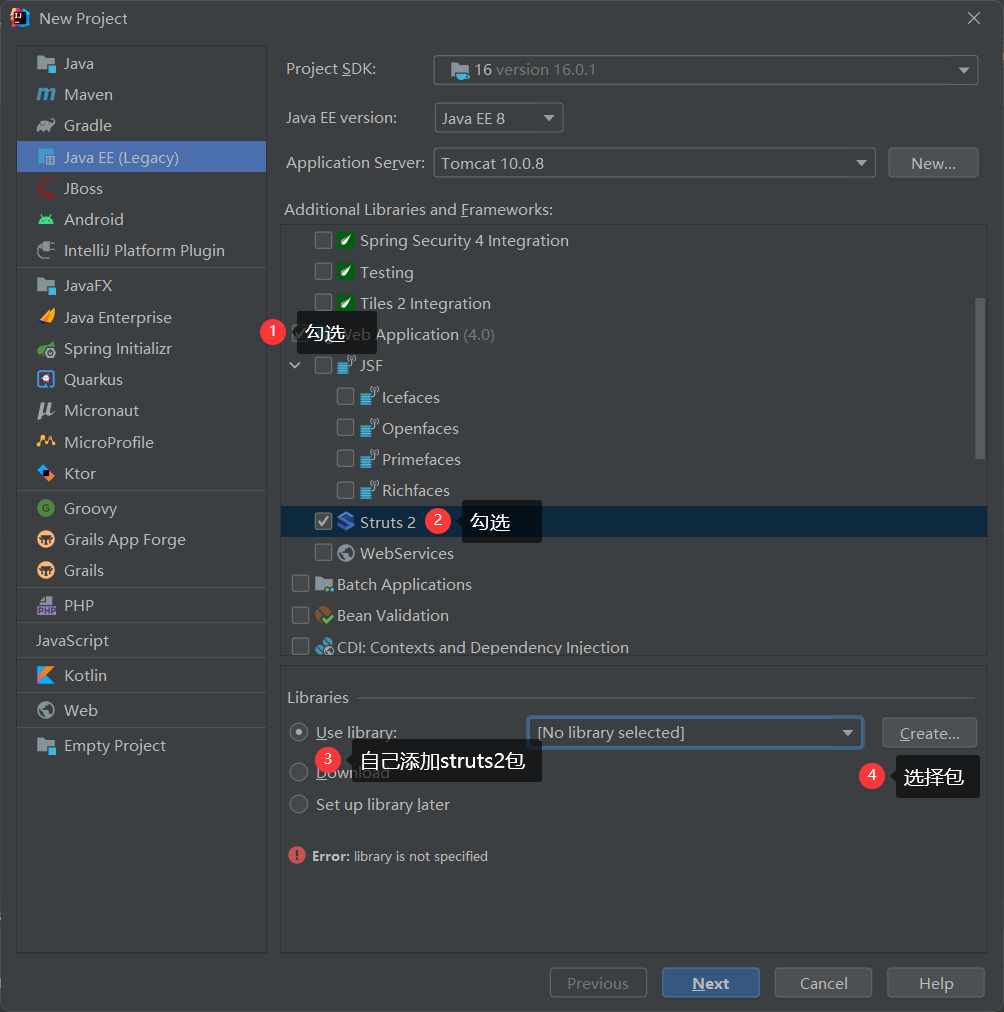 New Project
Java
Maven
Gradle
Java EE (Legacy)
JBoss
Android
IntelliJ Platform Plugin
JavaFX
Java Enterprise
Spring Initializr
Quarkus
Micronaut
MicroProfile
Ktor
Groovy
Grails App Forge
Grails
PHP
JavaScript
Kotlin
Web
Empty Project
Project SDK:
16 version 16.0.1
Java EE version:
Java EE 8
Application Server:
Tomcat 10.0.8
New...
Additional Libraries and Frameworks:
Spring Security 4 Integration
Testing
Tiles 2 Integration
1 勾选 Application (4.0)
JSF
Icefaces
Openfaces
Primefaces
Richfaces
Struts 2 2 勾选
WebServices
Batch Applications
Bean Validation
CDI: Contexts and Dependency Injection
Libraries
Use library:
[No library selected]
Create...
3 自己添加struts2包
Download
4 选择包
Set up library later
Error: library is not specified
Previous
Next
Cancel
Help